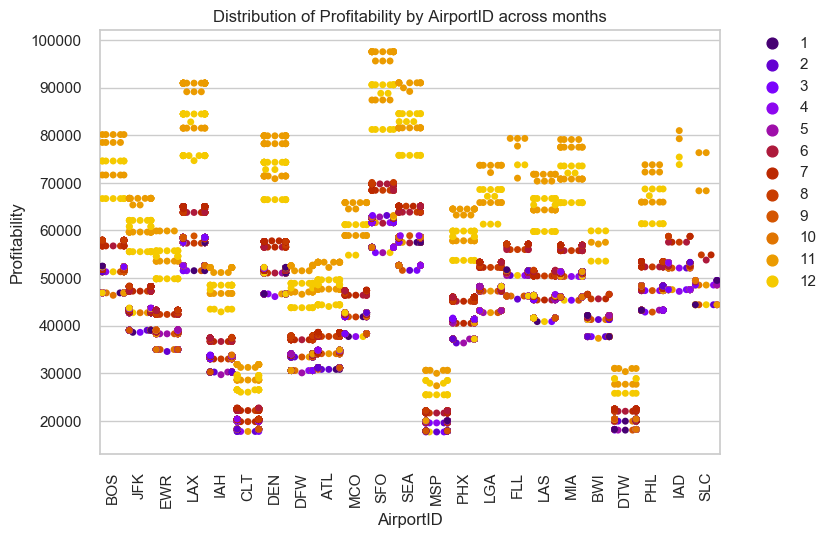 Distribution of Profitability by AirportID across months
100000
90000
80000
70000
60000
50000
40000
30000
20000
Profitability
BOS
JFK
EWR
LAX
IAH
CLT
DEN
DFW
ATL
MCO
SFO
SEA
MSP
PHX
LGA
FLL
LAS
MIA
BWI
DTW
PHL
IAD
SLC
AirportID
1
2
3
4
5
6
7
8
9
10
11
12